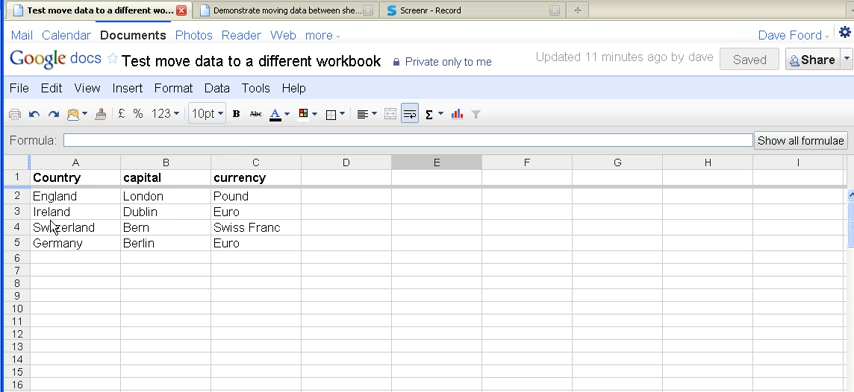 Test move data to a different wo... Demonstrate moving data between she... Screenr - Record
Mail Calendar Documents Photos Reader Web more Dave Foord
Google docs Test move data to a different workbook Private only to me Updated 11 minutes ago by dave Saved Share
File Edit View Insert Format Data Tools Help
£ % 123 10pt B Abc A Σ
Formula: Show all formulae
A B C D E F G H I
1 Country capital currency
2 England London Pound
3 Ireland Dublin Euro
4 Switzerland Bern Swiss Franc
5 Germany Berlin Euro
6
7
8
9
10
11
12
13
14
15
16